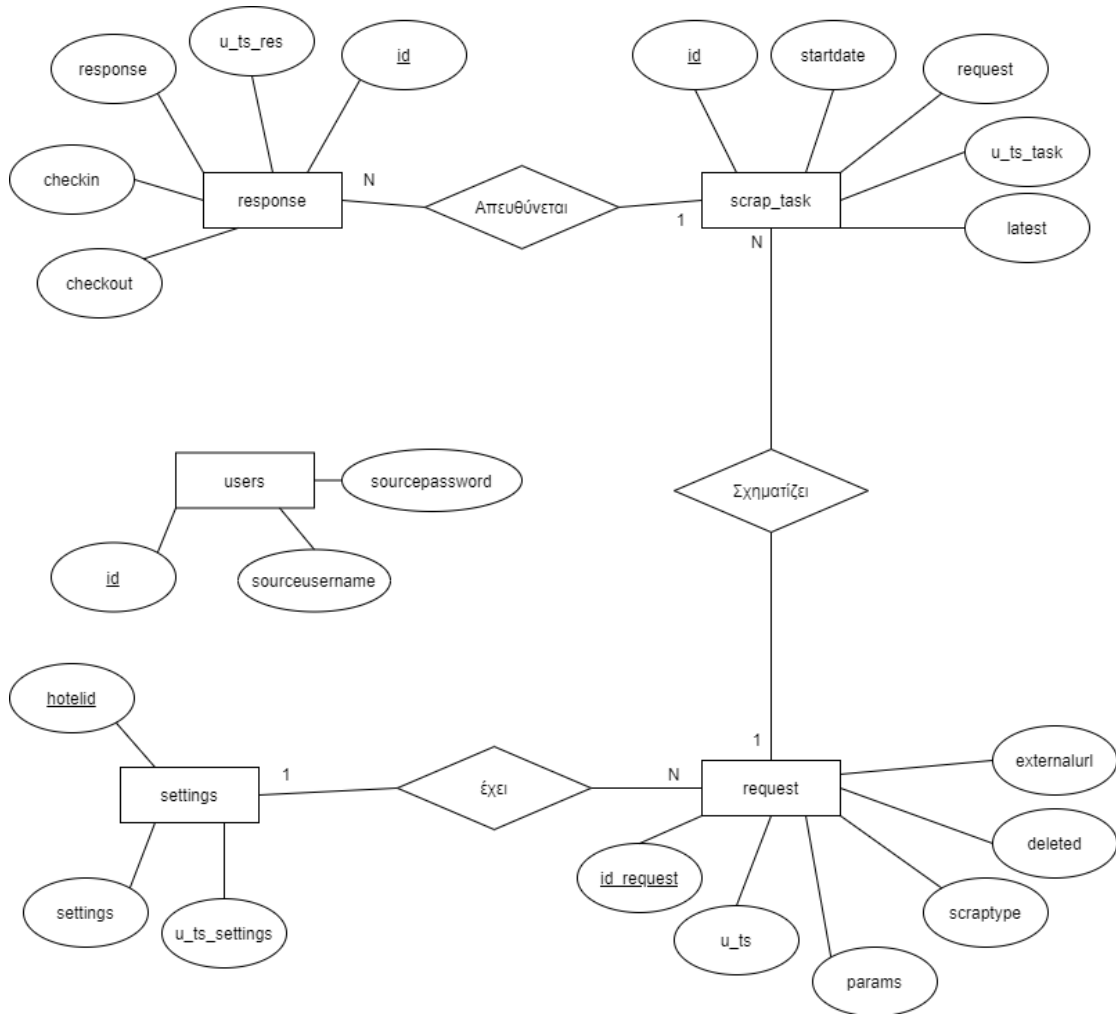 u_ts_res
id
response
id
startdate
request
checkin
response
N
Απευθύνεται
1
scrap_task
u_ts_task
checkout
latest
N
users
sourcepassword
id
sourceusername
Σχηματίζει
hotelid
settings
1
έχει
N
1
request
externalurl
deleted
settings
u_ts_settings
id_request
u_ts
params
scraptype